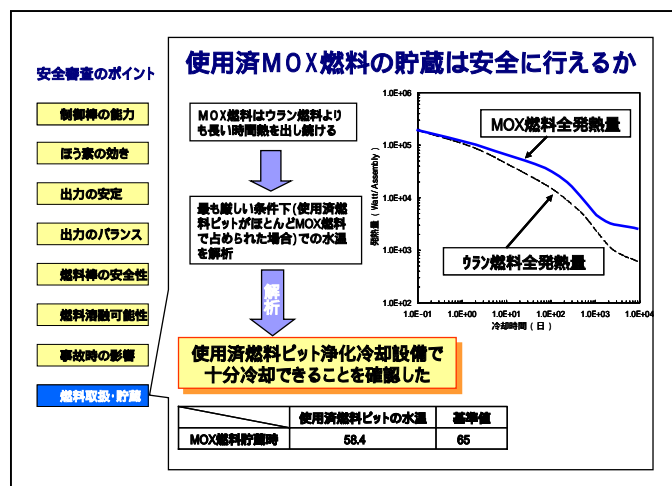 安全審査のポイント
制御棒の能力
ほう素の効き
出力の安定
出力のバランス
燃料棒の安全性
燃料溶融可能性
事故時の影響
燃料取扱・貯蔵
使用済MOX燃料の貯蔵は安全に行えるか
MOX燃料はウラン燃料より
も長い時間熱を出し続ける
最も厳しい条件下(使用済燃
料ピットがほとんどMOX燃料
で占められた場合)での水温
を解析
解析
使用済燃料ピット浄化冷却設備で
十分冷却できることを確認した
発熱量 ( Watt/Assembly )
1.0E+06
1.0E+05
1.0E+04
1.0E+03
1.0E+02
MOX燃料全発熱量
ウラン燃料全発熱量
1.0E-01 1.0E+00 1.0E+01 1.0E+02 1.0E+03 1.0E+04
冷却時間 ( 日 )
使用済燃料ピットの水温 基準値
MOX燃料貯蔵時 58.4 65